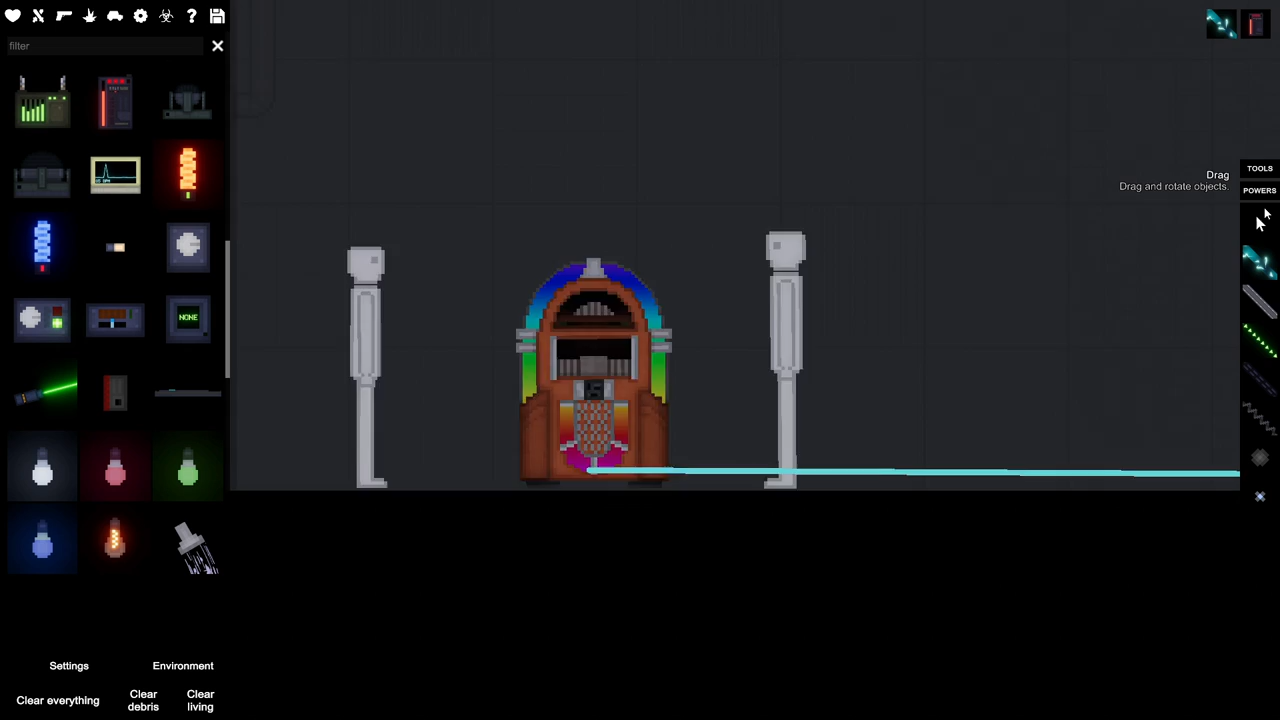 filter
NONE
Settings
Environment
Clear everything
Clear
debris
Clear
living
Drag
Drag and rotate objects.
TOOLS
POWERS